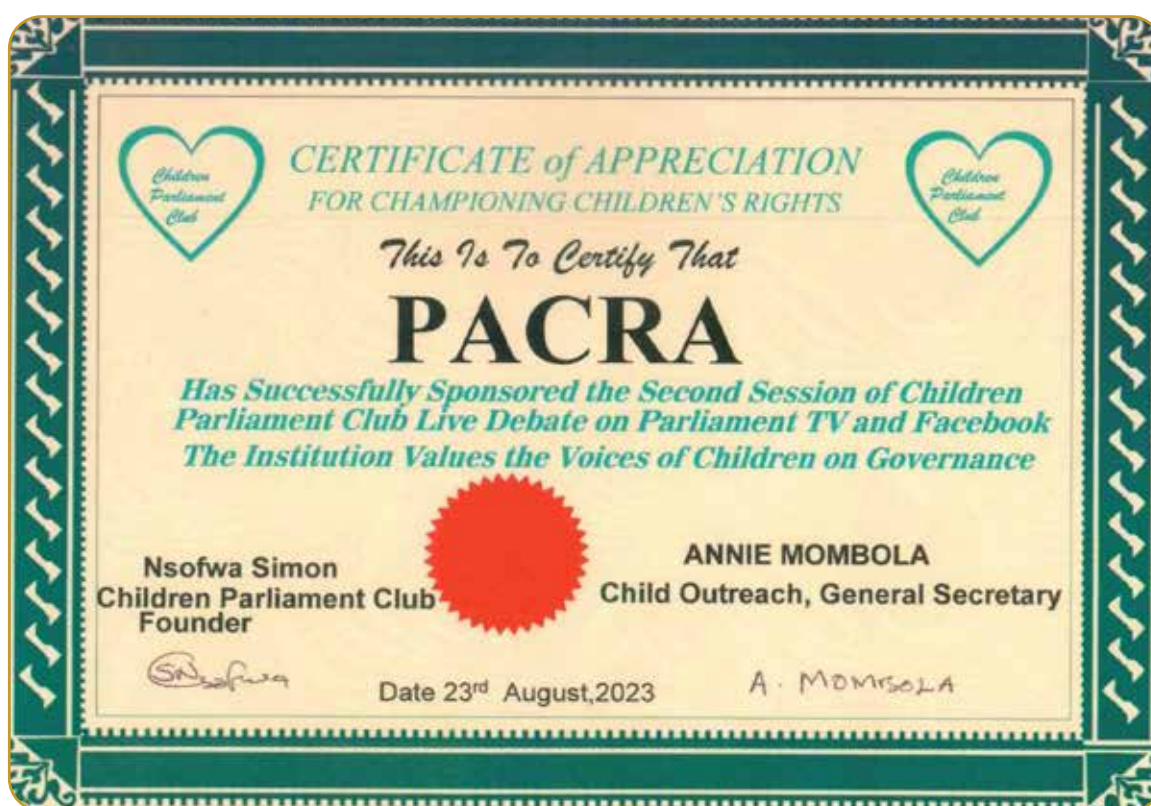 Children
Parliament
Club
CERTIFICATE of APPRECIATION
FOR CHAMPIONING CHILDREN'S RIGHTS
Children
Parliament
Club
This Is To Certify That
PACRA
Has Successfully Sponsored the Second Session of Children
Parliament Club Live Debate on Parliament TV and Facebook
The Institution Values the Voices of Children on Governance
Nsofwa Simon
Children Parliament Club
Founder
ANNIE MOMBOLA
Child Outreach, General Secretary
SNsofwa
Date 23rd August,2023
A. MOMBOLA